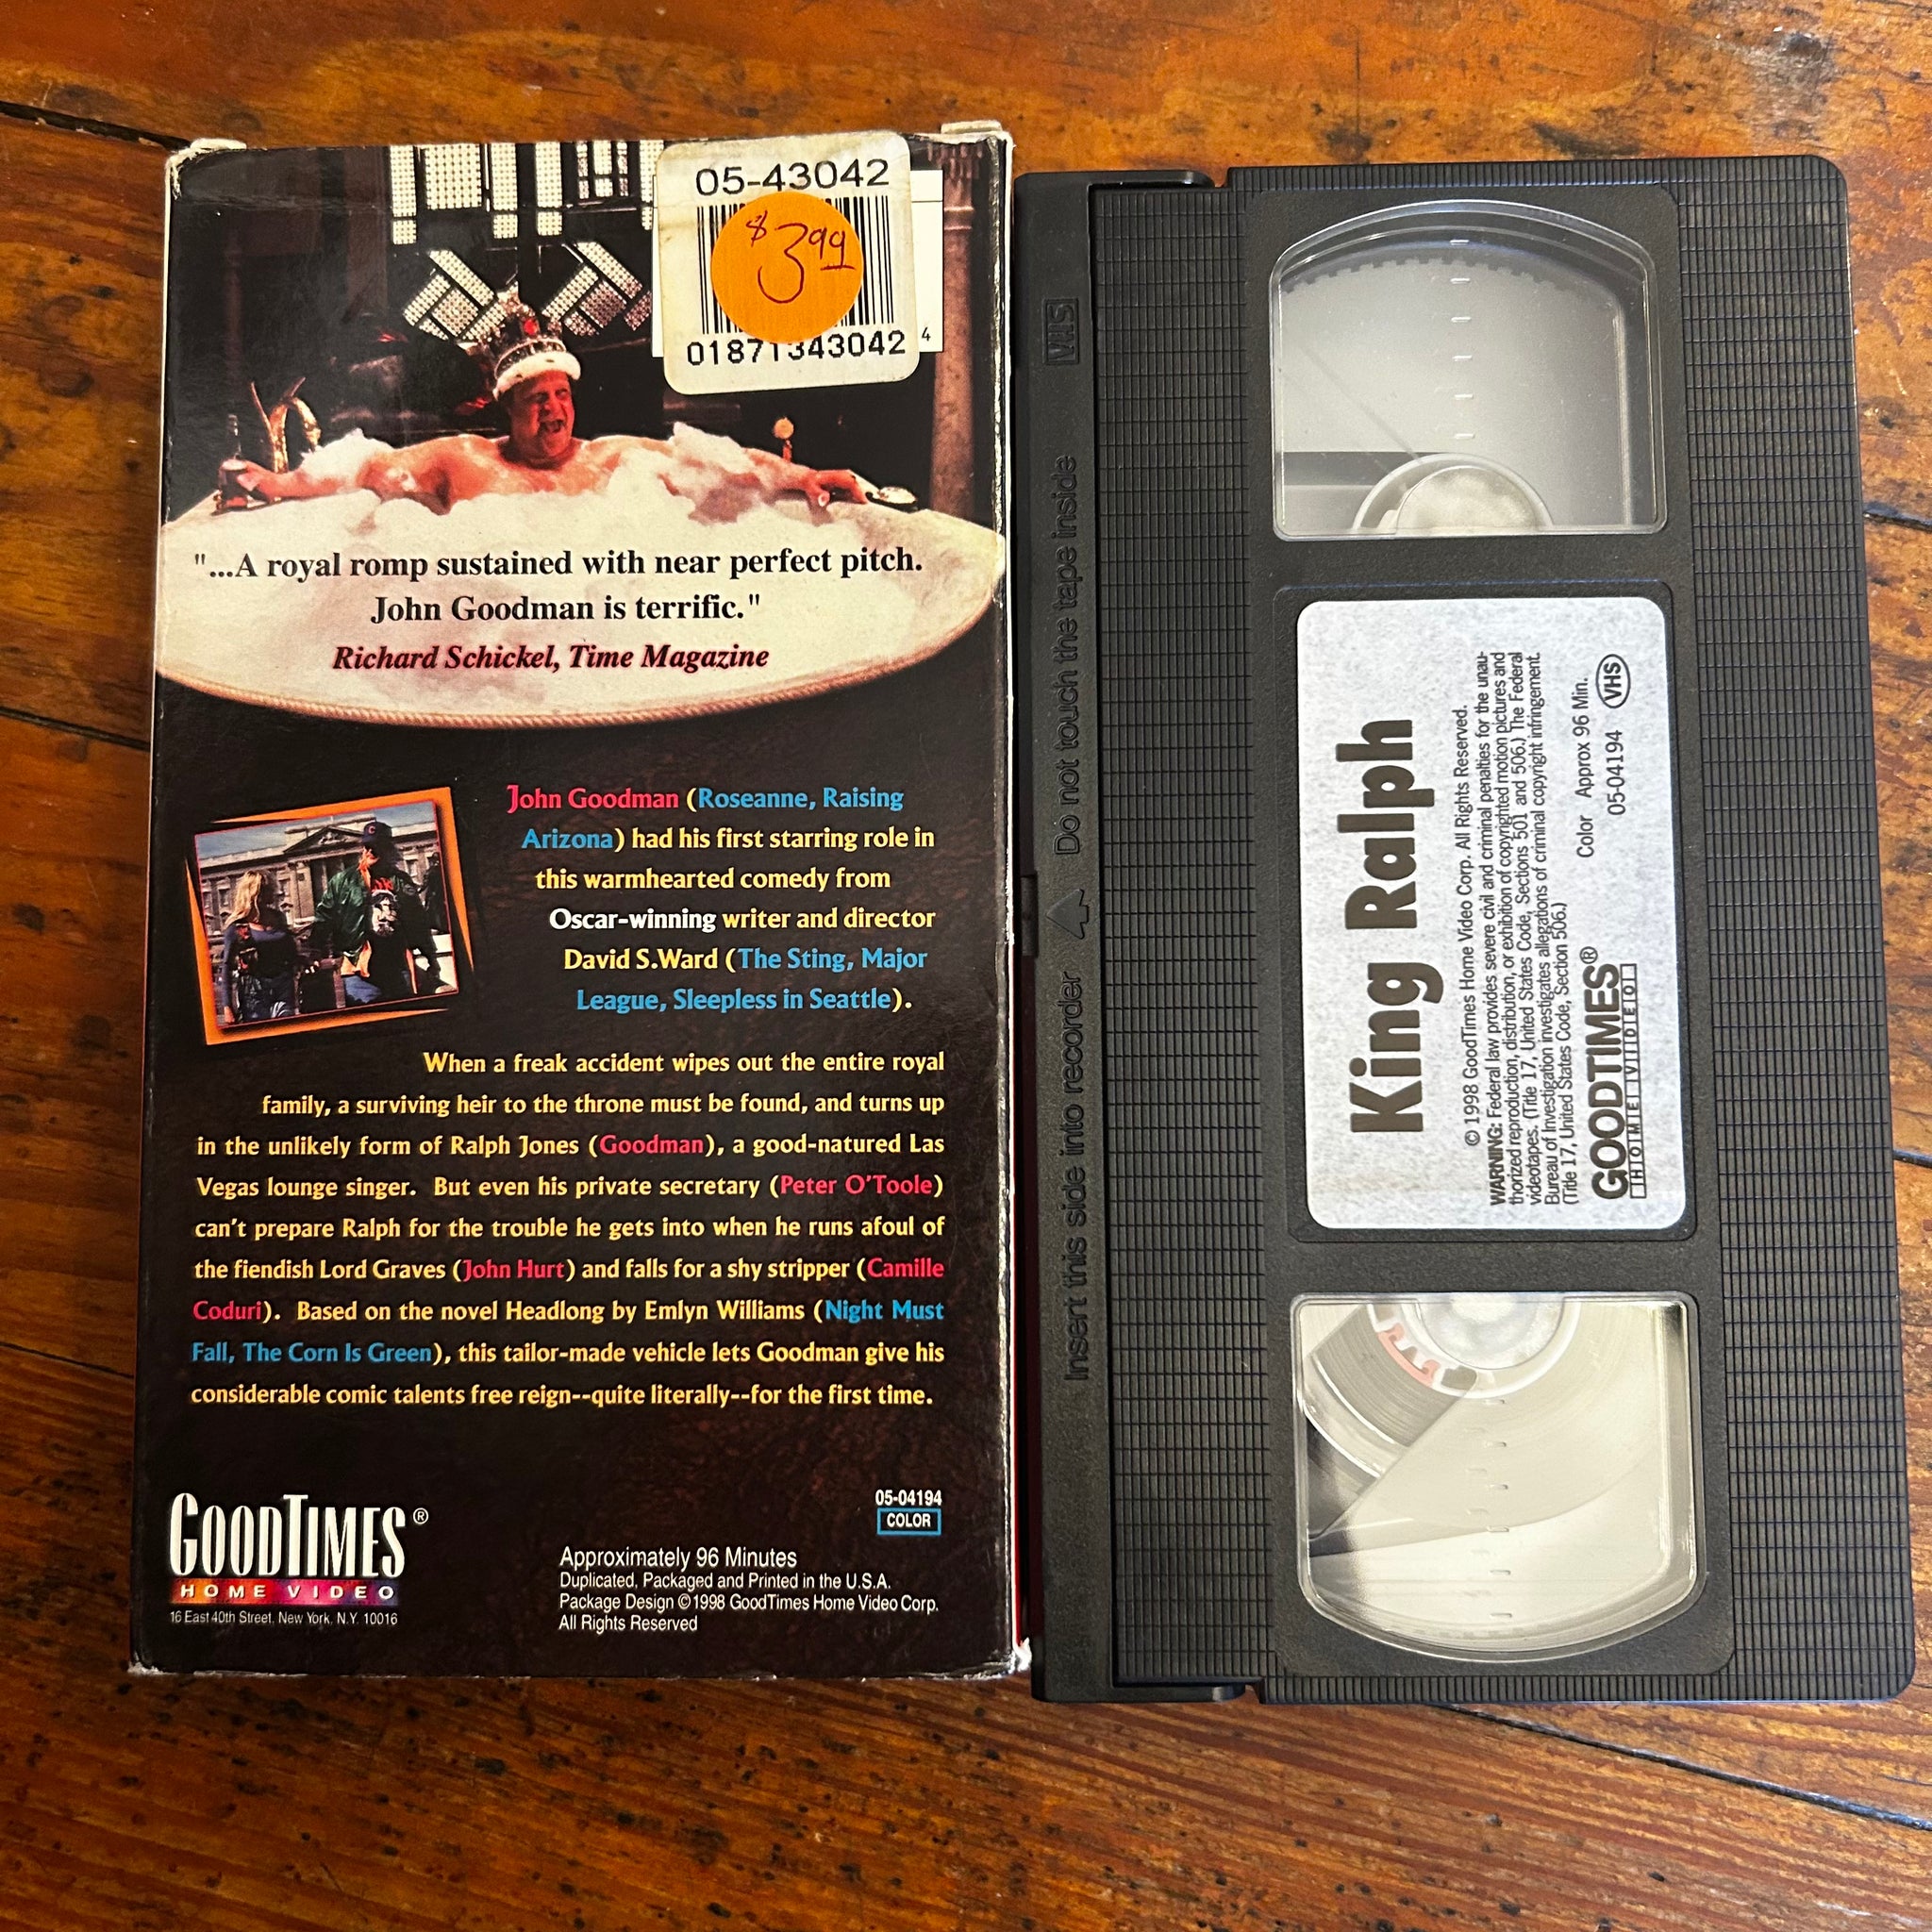 05-43042
$3.99
01871343042
4
"...A royal romp sustained with near perfect pitch.
John Goodman is terrific."
Richard Schickel, Time Magazine
John Goodman (Roseanne, Raising
Arizona) had his first starring role in
this warmhearted comedy from
Oscar-winning writer and director
David S.Ward (The Sting, Major
League, Sleepless in Seattle).
When a freak accident wipes out the entire royal
family, a surviving heir to the throne must be found, and turns up
in the unlikely form of Ralph Jones (Goodman), a good-natured Las
Vegas lounge singer. But even his private secretary (Peter O'Toole)
can't prepare Ralph for the trouble he gets into when he runs afoul of
the fiendish Lord Graves (John Hurt) and falls for a shy stripper (Camille
Coduri). Based on the novel Headlong by Emlyn Williams (Night Must
Fall, The Corn Is Green), this tailor-made vehicle lets Goodman give his
considerable comic talents free reign--quite literally--for the first time.
GOODTIMES®
HOME VIDEO
16 East 40th Street, New York, N.Y. 10016
05-04194
COLOR
Approximately 96 Minutes
Duplicated, Packaged and Printed in the U.S.A.
Package Design ©1998 GoodTimes Home Video Corp.
All Rights Reserved
VHS
Insert this side into recorder Do not touch the tape inside
King Ralph
©1998 GoodTimes Home Video Corp. All Rights Reserved.
WARNING: Federal law provides severe civil and criminal penalties for the unau-
thorized reproduction, distribution, or exhibition of copyrighted motion pictures and
videotapes. (Title 17, United States Code, Sections 501 and 506.) The Federal
Bureau of Investigation investigates allegations of criminal copyright infringement.
(Title 17, United States Code, Section 506.)
Color Approx 96 Min.
GOODTIMES®
HOME VIDEO
05-04194
VHS